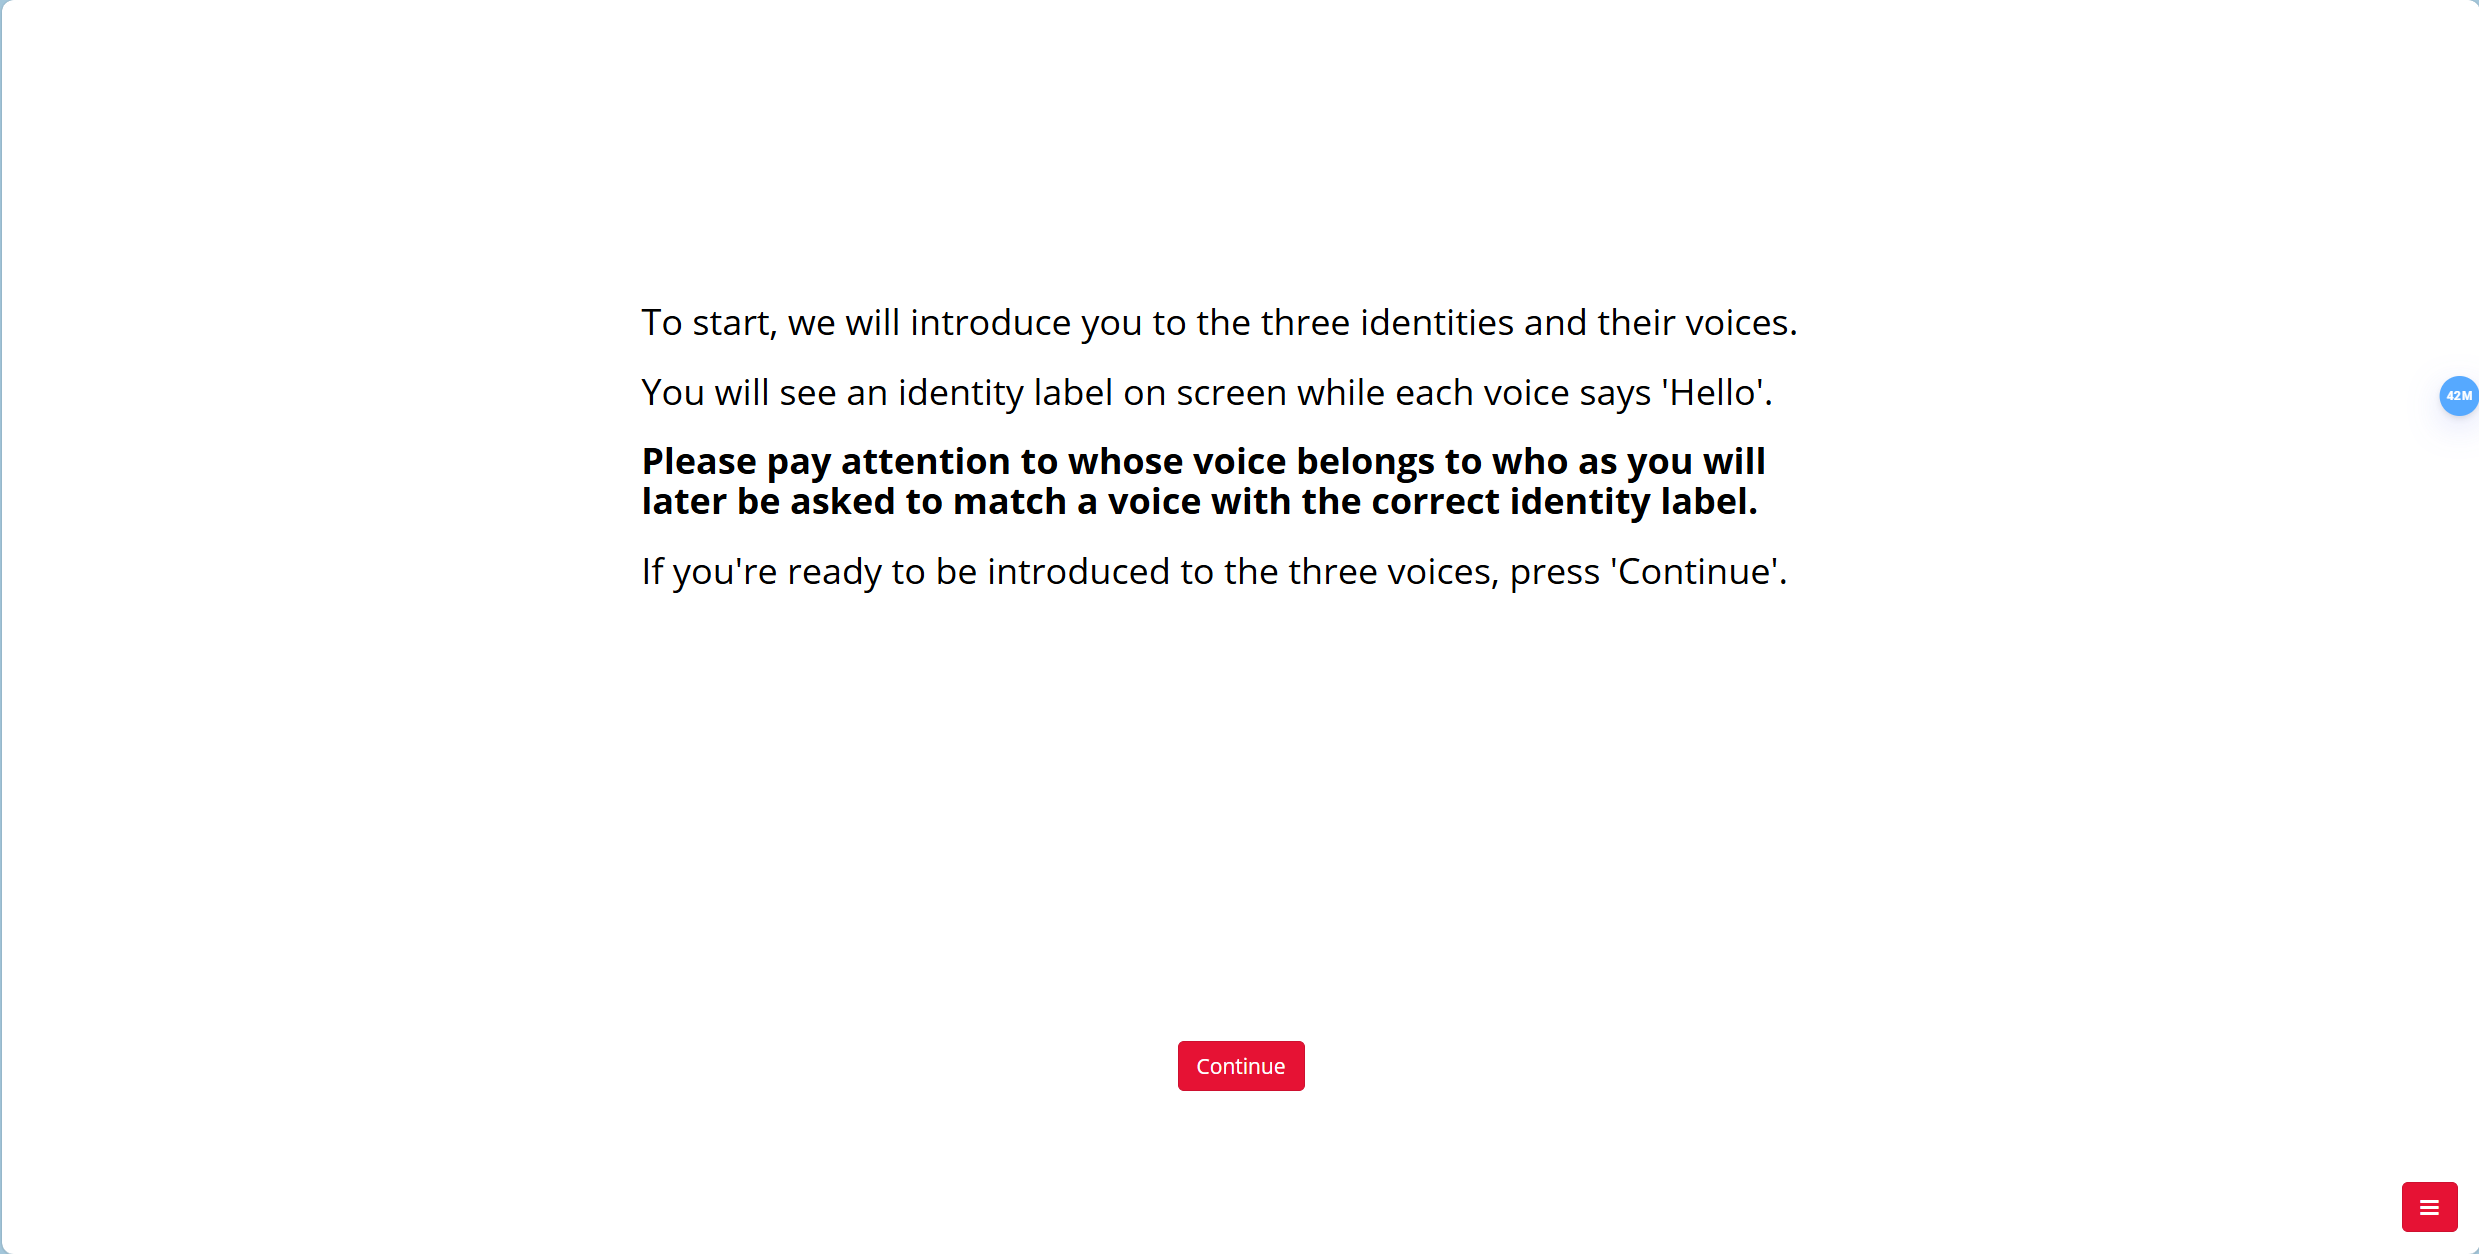 To start, we will introduce you to the three identities and their voices.
You will see an identity label on screen while each voice says 'Hello'.
Please pay attention to whose voice belongs to who as you will
later be asked to match a voice with the correct identity label.
If you're ready to be introduced to the three voices, press 'Continue'.
42M
Continue